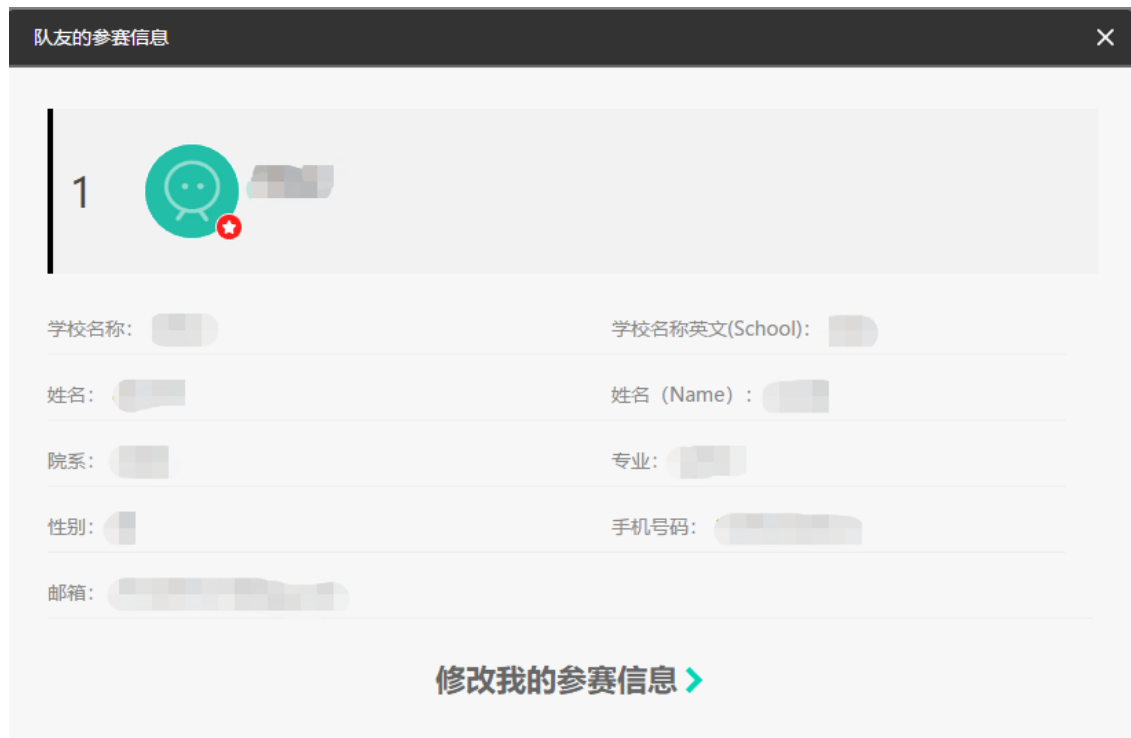 队友的参赛信息
1
学校名称: 学校名称英文(School):
姓名: 姓名（Name）:
院系: 专业:
性别: 手机号码:
邮箱:
修改我的参赛信息